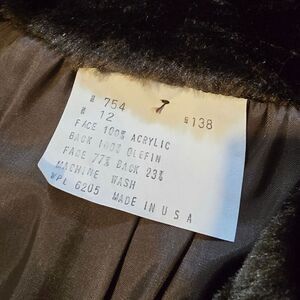 # 754 § 138
# 12
FACE 100% ACRYLIC
BACK 100% OLEFIN
FACE 77% BACK 23%
MACHINE WASH
WPL 6205 MADE IN U S A